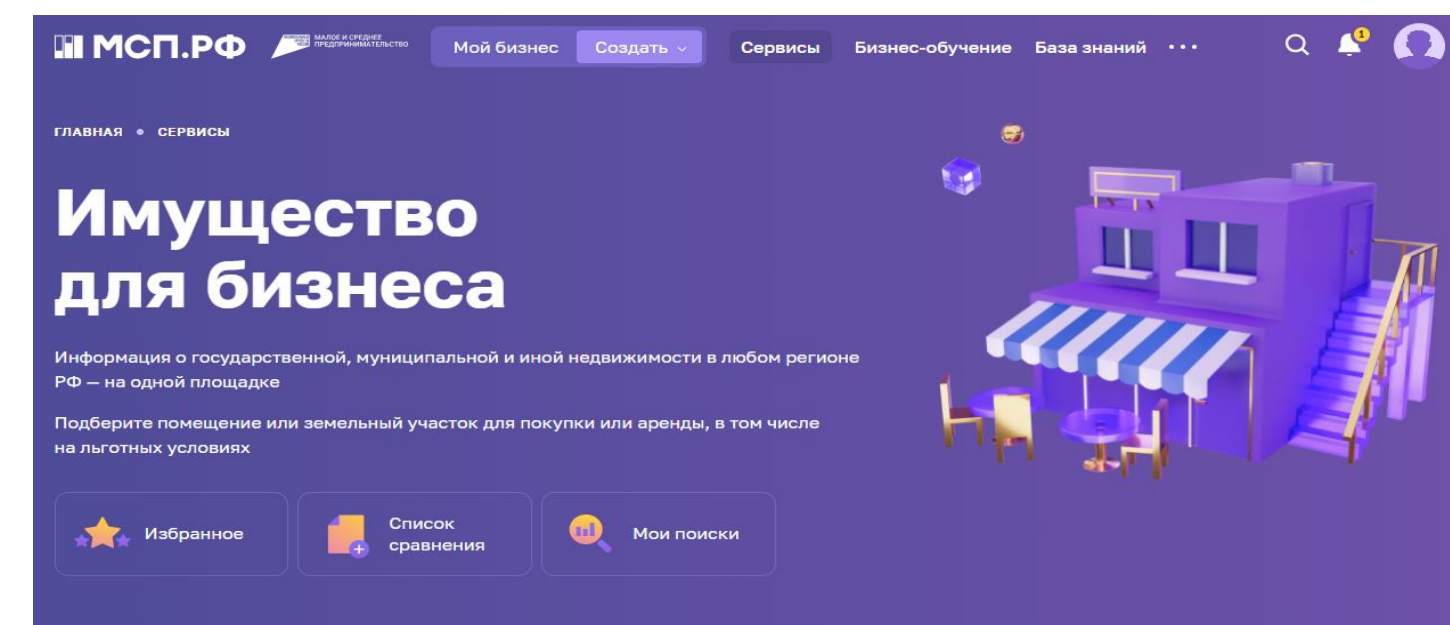 МСП.РФ
МАЛОЕ И СРЕДНЕЕ
ПРЕДПРИНИМАТЕЛЬСТВО
Мой бизнес Создать Сервисы Бизнес-обучение База знаний ···
1
ГЛАВНАЯ • СЕРВИСЫ
Имущество
для бизнеса
Информация о государственной, муниципальной и иной недвижимости в любом регионе
РФ — на одной площадке
Подберите помещение или земельный участок для покупки или аренды, в том числе
на льготных условиях
Избранное
Список
сравнения
Мои поиски